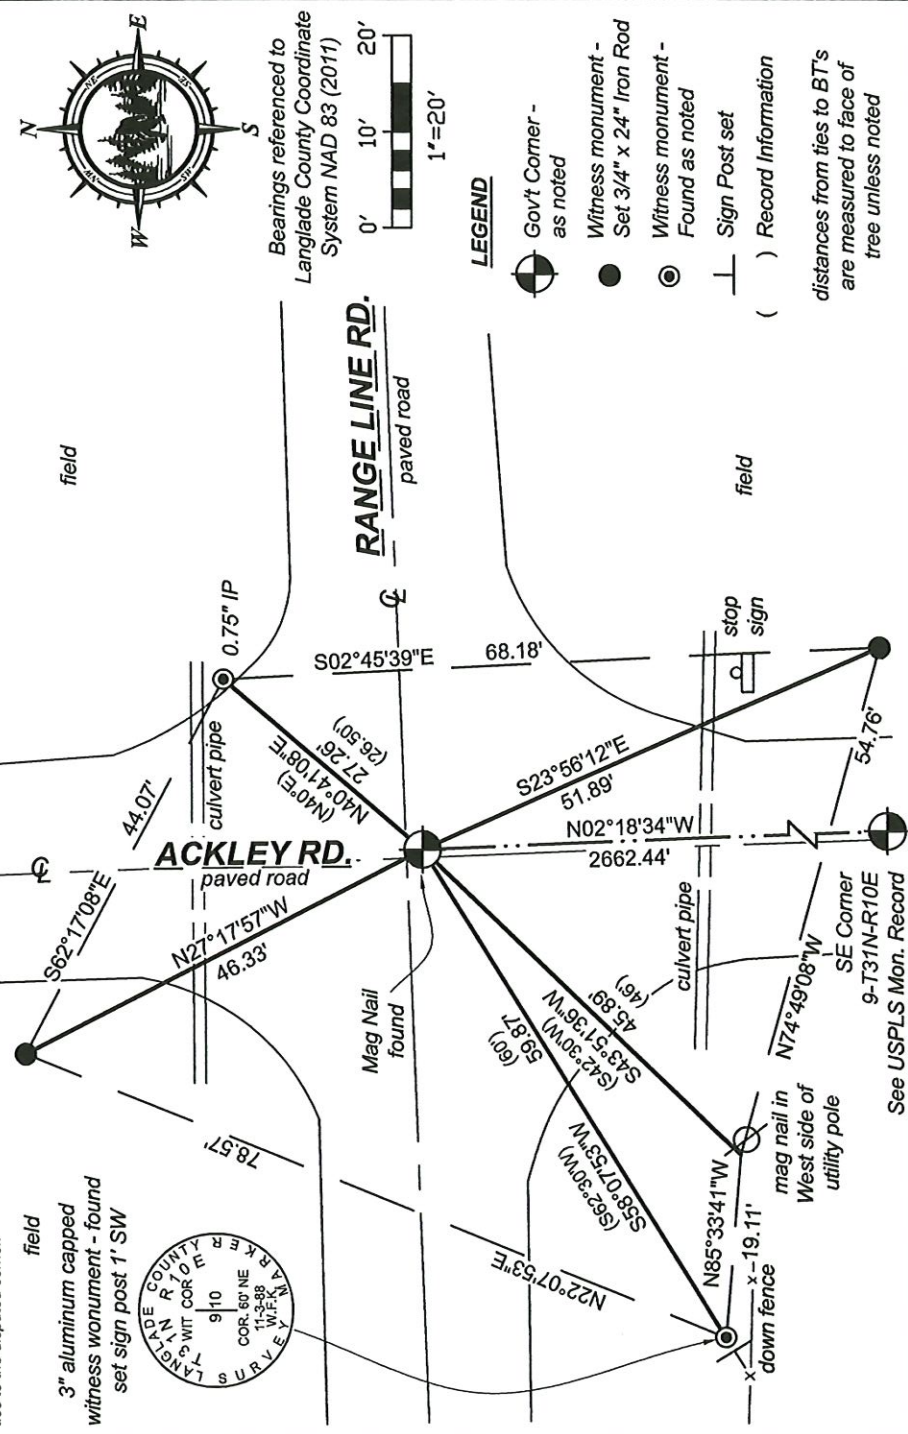 field
3" aluminum capped
witness wonument - found
set sign post 1' SW
LANGLADE COUNTY
SURVEY MARKER
T31N R10E
WIT COR
9|10
COR. 60' NE
11-3-88
W.F.K.
S62°17'08"E
44.07'
N27°17'57"W
46.33'
78.57'
N22°07'53"E
ACKLEY RD.
paved road
culvert pipe
0.75" IP
(N40°E)
N40°41'08"E
27.26'
(26.50')
S02°45'39"E
68.18'
Mag Nail
found
S23°56'12"E
51.89'
N02°18'34"W
2662.44'
(60')
59.87'
S58°07'53"W
(S62°30'W)
(46')
45.89'
S43°51'36"W
(S42°30'W)
culvert pipe
stop
sign
54.76'
N74°49'08"W
N85°33'41"W
19.11'
x
x
down fence
mag nail in
West side of
utility pole
SE Corner
9-T31N-R10E
See USPLS Mon. Record
field
RANGE LINE RD.
paved road
CL
CL
field
N
NE
E
SE
S
SW
W
NW
Bearings referenced to
Langlade County Coordinate
System NAD 83 (2011)
0' 10' 20'
1"=20'
LEGEND
Gov't Corner -
as noted
Witness monument -
Set 3/4" x 24" Iron Rod
Witness monument -
Found as noted
Sign Post set
( ) Record Information
distances from ties to BT's
are measured to face of
tree unless noted